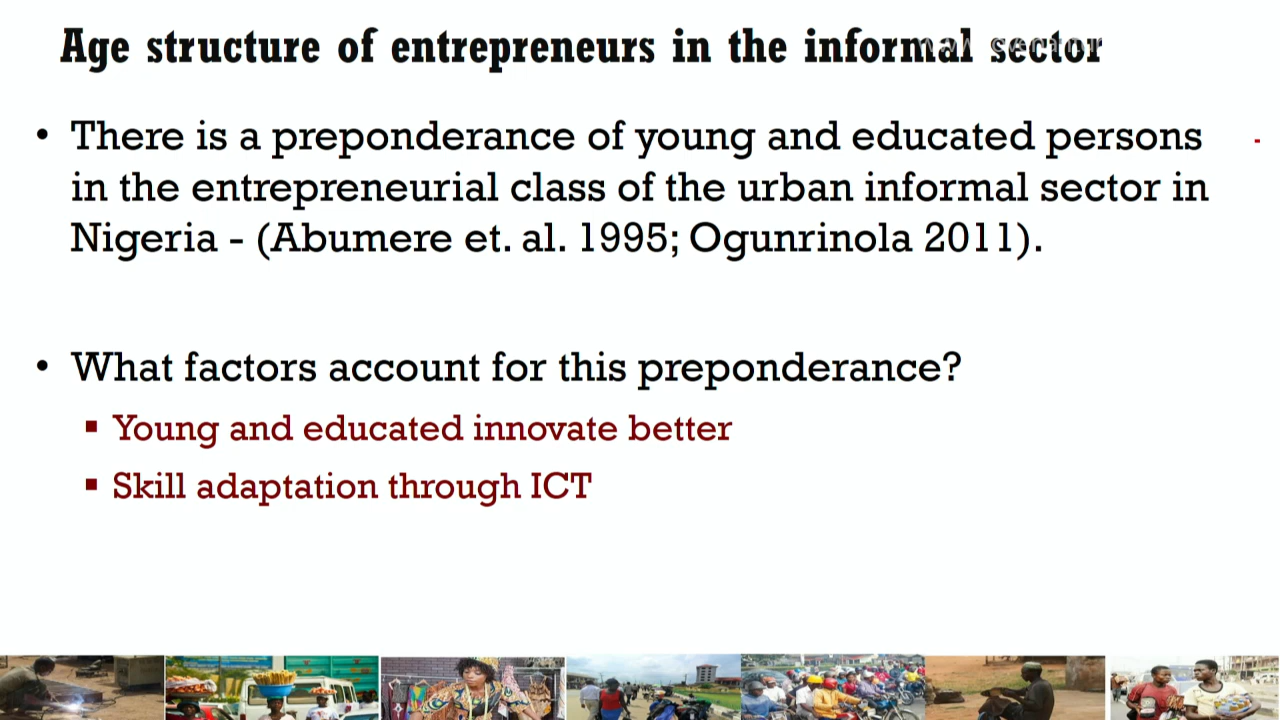 Age structure of entrepreneurs in the informal sector
• There is a preponderance of young and educated persons
in the entrepreneurial class of the urban informal sector in
Nigeria - (Abumere et. al. 1995; Ogunrinola 2011).
• What factors account for this preponderance?
▪ Young and educated innovate better
▪ Skill adaptation through ICT